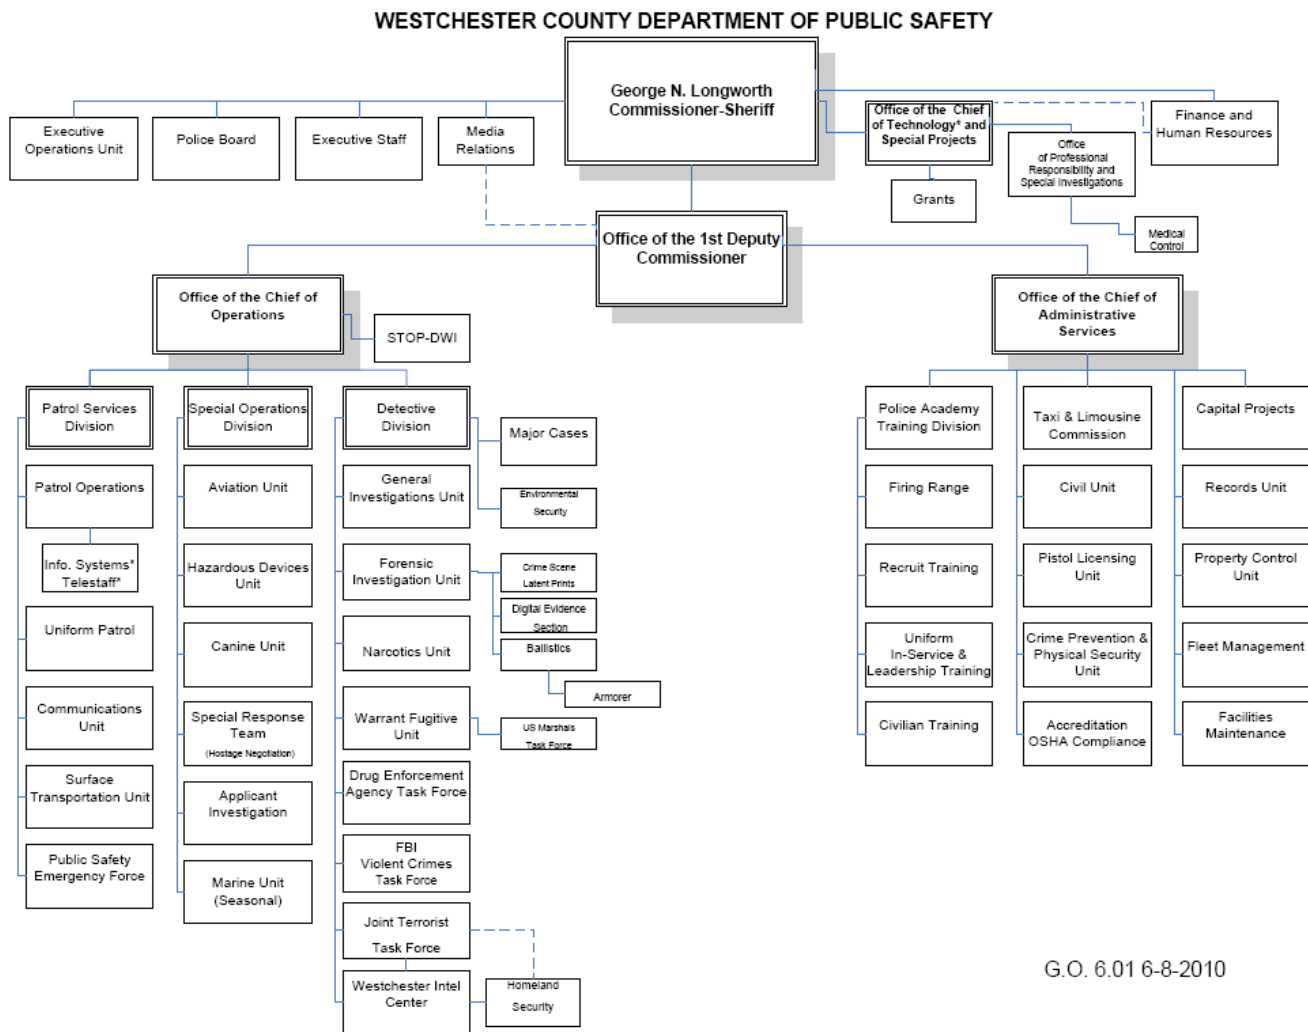 WESTCHESTER COUNTY DEPARTMENT OF PUBLIC SAFETY
George N. Longworth
Commissioner-Sheriff
Executive
Operations Unit
Police Board
Executive Staff
Media
Relations
Office of the Chief
of Technology* and
Special Projects
Finance and
Human Resources
Office
of Professional
Responsibility and
Special Investigations
Grants
Medical
Control
Office of the 1st Deputy
Commissioner
Office of the Chief of
Operations
STOP-DWI
Office of the Chief of
Administrative
Services
Patrol Services
Division
Patrol Operations
Info. Systems*
Telestaff*
Uniform Patrol
Communications
Unit
Surface
Transportation Unit
Public Safety
Emergency Force
Special Operations
Division
Aviation Unit
Hazardous Devices
Unit
Canine Unit
Special Response
Team
(Hostage Negotiation)
Applicant
Investigation
Marine Unit
(Seasonal)
Detective
Division
Major Cases
Environmental
Security
General
Investigations Unit
Forensic
Investigation Unit
Crime Scene
Latent Prints
Digital Evidence
Section
Ballistics
Armorer
Narcotics Unit
Warrant Fugitive
Unit
US Marshals
Task Force
Drug Enforcement
Agency Task Force
FBI
Violent Crimes
Task Force
Joint Terrorist
Task Force
Westchester Intel
Center
Homeland
Security
Police Academy
Training Division
Firing Range
Recruit Training
Uniform
In-Service &
Leadership Training
Civilian Training
Taxi & Limousine
Commission
Civil Unit
Pistol Licensing
Unit
Crime Prevention &
Physical Security
Unit
Accreditation
OSHA Compliance
Capital Projects
Records Unit
Property Control
Unit
Fleet Management
Facilities
Maintenance
G.O. 6.01 6-8-2010